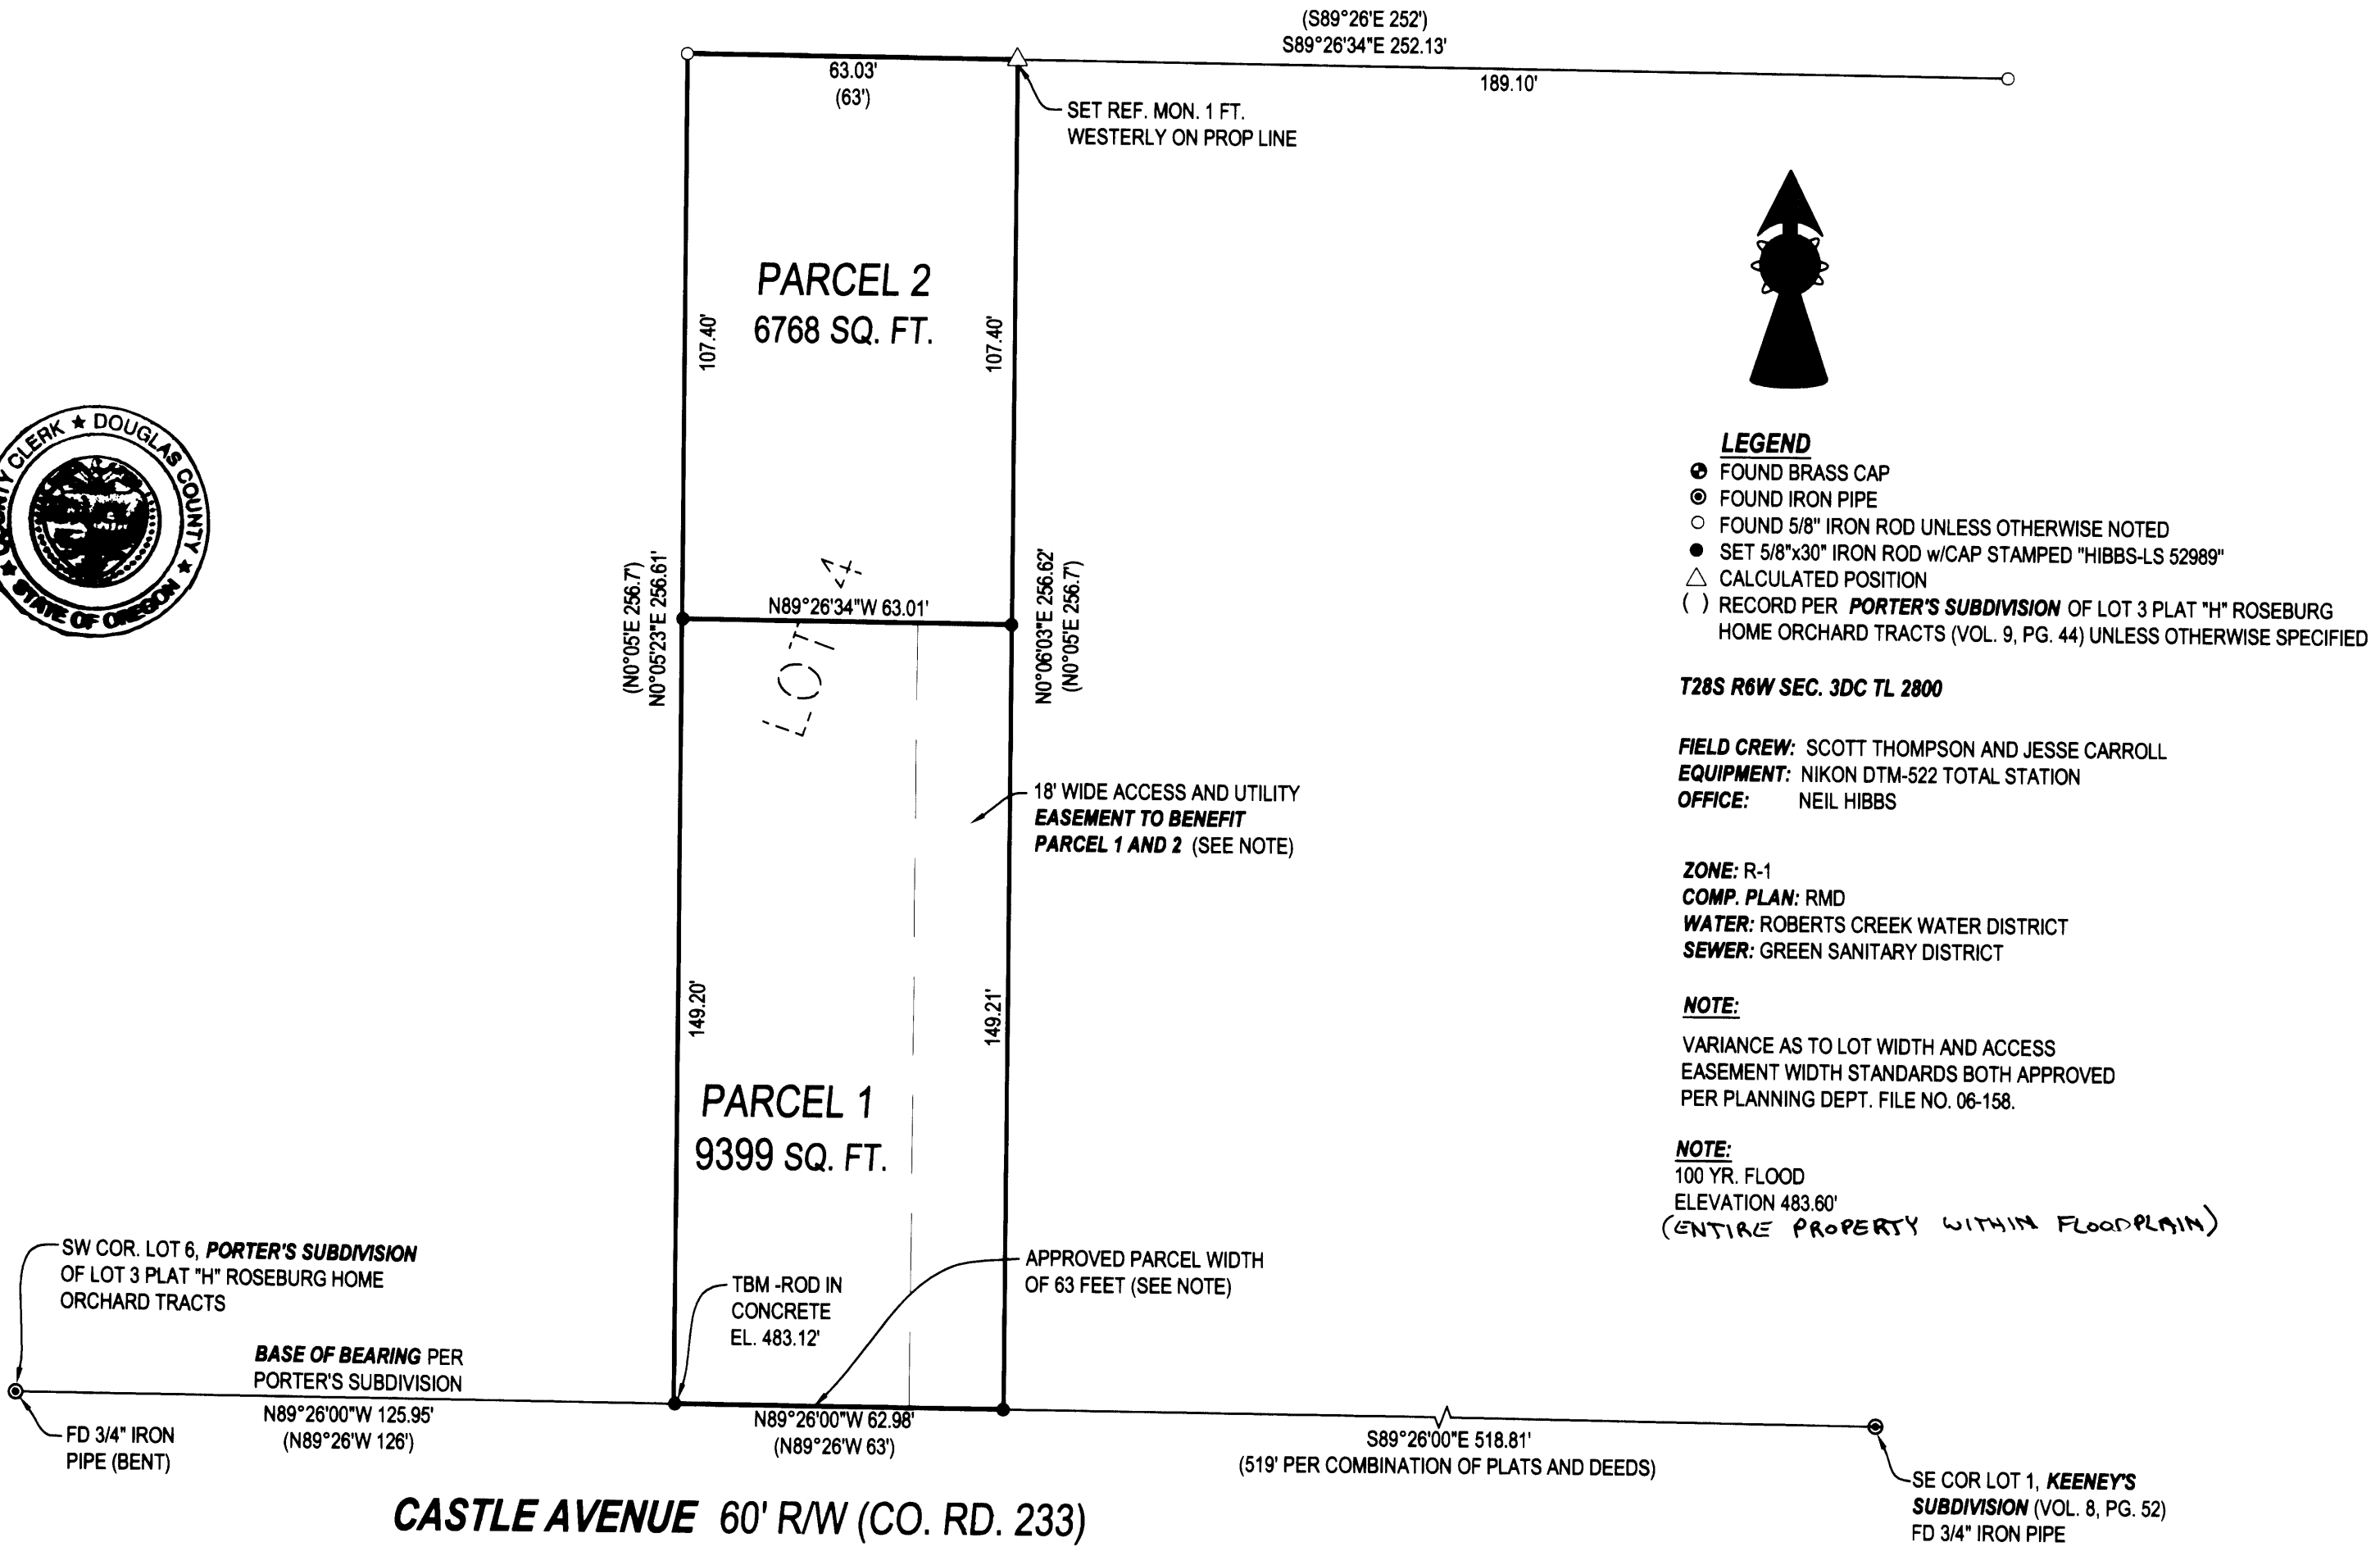 (S89°26'E 252')
S89°26'34"E 252.13'
63.03'
(63')
189.10'
SET REF. MON. 1 FT.
WESTERLY ON PROP LINE
PARCEL 2
6768 SQ. FT.
107.40'
107.40'
COUNTY CLERK ★ DOUGLAS COUNTY ★
STATE OF OREGON ★
LEGEND
FOUND BRASS CAP
FOUND IRON PIPE
FOUND 5/8" IRON ROD UNLESS OTHERWISE NOTED
SET 5/8"x30" IRON ROD w/CAP STAMPED "HIBBS-LS 52989"
CALCULATED POSITION
( ) RECORD PER PORTER'S SUBDIVISION OF LOT 3 PLAT "H" ROSEBURG
HOME ORCHARD TRACTS (VOL. 9, PG. 44) UNLESS OTHERWISE SPECIFIED
(N0°05'E 256.7')
N0°05'23"E 256.61'
LOT 4
N89°26'34"W 63.01'
N0°06'03"E 256.62'
(N0°05'E 256.7')
T28S R6W SEC. 3DC TL 2800
FIELD CREW: SCOTT THOMPSON AND JESSE CARROLL
EQUIPMENT: NIKON DTM-522 TOTAL STATION
OFFICE: NEIL HIBBS
18' WIDE ACCESS AND UTILITY
EASEMENT TO BENEFIT
PARCEL 1 AND 2 (SEE NOTE)
ZONE: R-1
COMP. PLAN: RMD
WATER: ROBERTS CREEK WATER DISTRICT
SEWER: GREEN SANITARY DISTRICT
149.20'
149.21'
NOTE:
VARIANCE AS TO LOT WIDTH AND ACCESS
EASEMENT WIDTH STANDARDS BOTH APPROVED
PER PLANNING DEPT. FILE NO. 06-158.
PARCEL 1
9399 SQ. FT.
NOTE:
100 YR. FLOOD
ELEVATION 483.60'
(ENTIRE PROPERTY WITHIN FLOODPLAIN)
SW COR. LOT 6, PORTER'S SUBDIVISION
OF LOT 3 PLAT "H" ROSEBURG HOME
ORCHARD TRACTS
TBM -ROD IN
CONCRETE
EL. 483.12'
APPROVED PARCEL WIDTH
OF 63 FEET (SEE NOTE)
BASE OF BEARING PER
PORTER'S SUBDIVISION
N89°26'00"W 125.95'
(N89°26'W 126')
FD 3/4" IRON
PIPE (BENT)
N89°26'00"W 62.98'
(N89°26'W 63')
S89°26'00"E 518.81'
(519' PER COMBINATION OF PLATS AND DEEDS)
SE COR LOT 1, KEENEY'S
SUBDIVISION (VOL. 8, PG. 52)
FD 3/4" IRON PIPE
CASTLE AVENUE 60' R/W (CO. RD. 233)